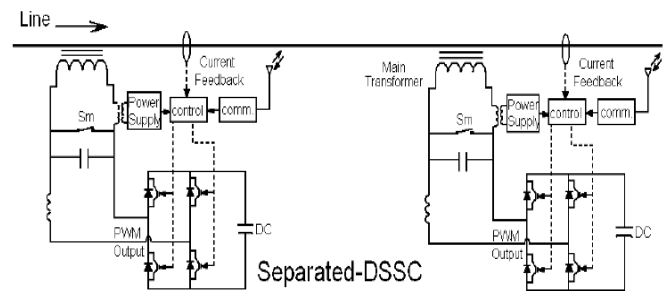 Line
Current
Feedback
Power
Supply
control
comm.
Sm
PWM
Output
DC
Separated-DSSC
Main
Transformer
Current
Feedback
Power
Supply
control
comm.
Sm
PWM
Output
DC